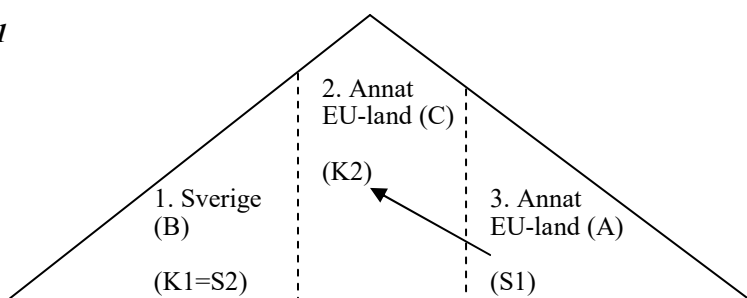 1. Sverige
(B)
(K1=S2)
2. Annat
EU-land (C)
(K2)
3. Annat
EU-land (A)
(S1)